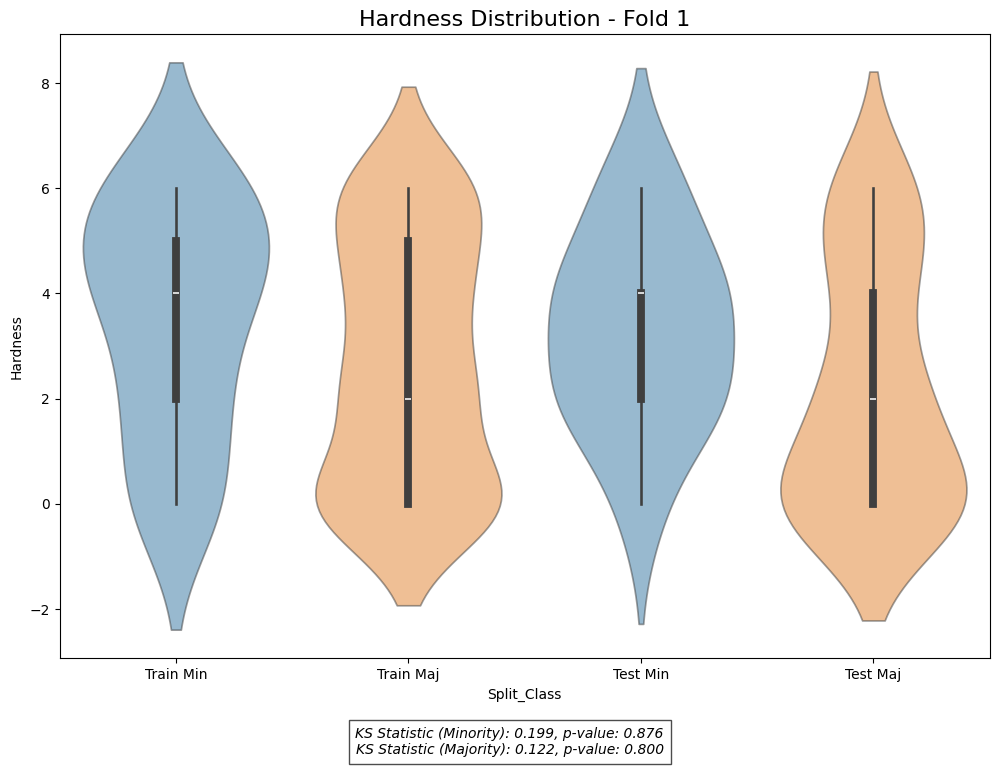 Hardness Distribution - Fold 1
8
6
4
2
0
−2
Hardness
Train Min
Train Maj
Test Min
Test Maj
Split_Class
KS Statistic (Minority): 0.199, p-value: 0.876
KS Statistic (Majority): 0.122, p-value: 0.800